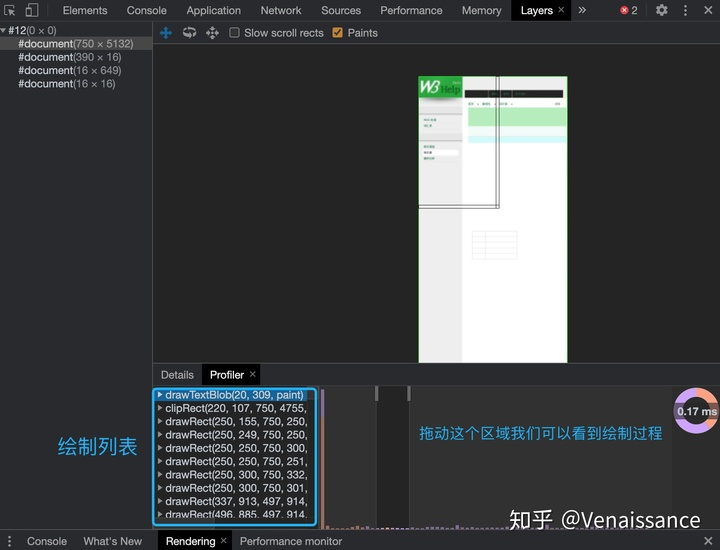 Elements Console Application Network Sources Performance Memory Layers × » 2
#12(0 × 0)
#document(750 × 5132)
#document(390 × 16)
#document(16 × 649)
#document(16 × 16)
Slow scroll rects Paints
W3
Help
Details Profiler ×
drawTextBlob(20, 309, paint)
clipRect(220, 107, 750, 4755,
drawRect(250, 155, 750, 250,
drawRect(250, 249, 750, 250,
drawRect(250, 250, 750, 300,
drawRect(250, 250, 750, 251,
drawRect(250, 300, 750, 332,
drawRect(250, 300, 750, 301,
drawRect(337, 913, 497, 914,
drawRect(496, 885, 497, 914,
绘制列表
拖动这个区域我们可以看到绘制过程
0.17 ms
知乎 @Venaissance
Console What's New Rendering × Performance monitor